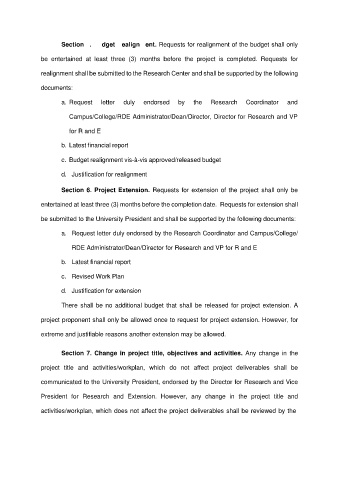 Section . dget ealign ent. Requests for realignment of the budget shall only
be entertained at least three (3) months before the project is completed. Requests for
realignment shall be submitted to the Research Center and shall be supported by the following
documents:
a. Request letter duly endorsed by the Research Coordinator and
Campus/College/RDE Administrator/Dean/Director, Director for Research and VP
for R and E
b. Latest financial report
c. Budget realignment vis-à-vis approved/released budget
d. Justification for realignment
Section 6. Project Extension. Requests for extension of the project shall only be
entertained at least three (3) months before the completion date. Requests for extension shall
be submitted to the University President and shall be supported by the following documents:
a. Request letter duly endorsed by the Research Coordinator and Campus/College/
RDE Administrator/Dean/Director for Research and VP for R and E
b. Latest financial report
c. Revised Work Plan
d. Justification for extension
There shall be no additional budget that shall be released for project extension. A
project proponent shall only be allowed once to request for project extension. However, for
extreme and justifiable reasons another extension may be allowed.
Section 7. Change in project title, objectives and activities. Any change in the
project title and activities/workplan, which do not affect project deliverables shall be
communicated to the University President, endorsed by the Director for Research and Vice
President for Research and Extension. However, any change in the project title and
activities/workplan, which does not affect the project deliverables shall be reviewed by the